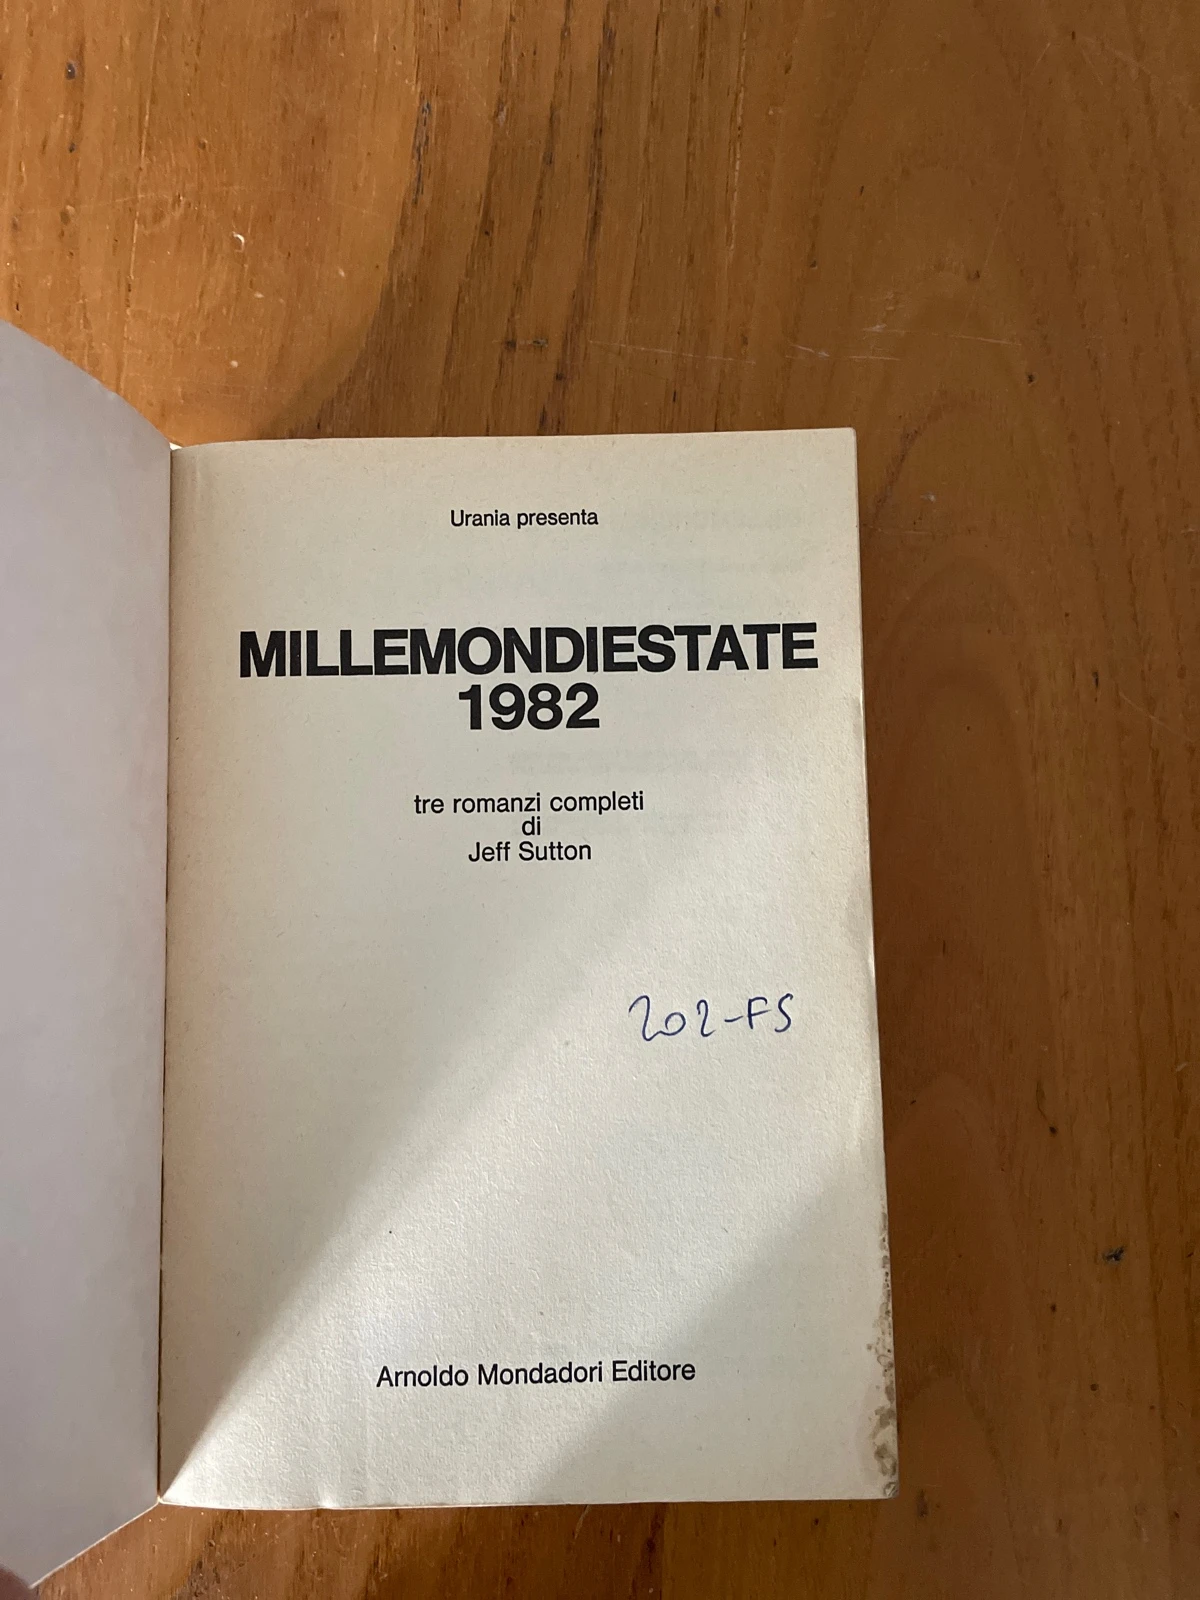 Urania presenta
MILLEMONDIESTATE
1982
tre romanzi completi
di
Jeff Sutton
202-FS
Arnoldo Mondadori Editore